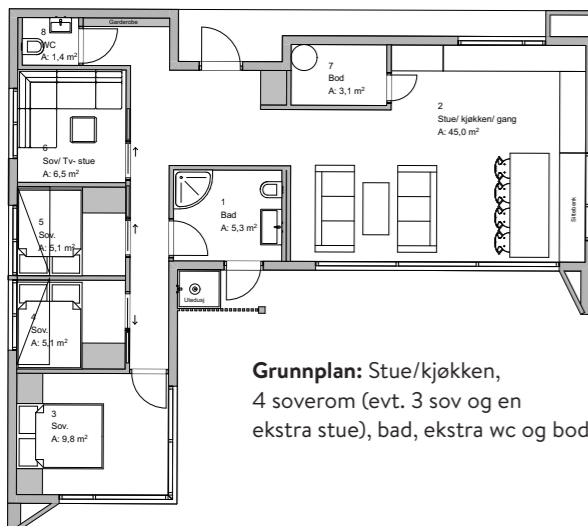 Garderobe
8
WC
A: 1,4 m²
7
Bod
A: 3,1 m²
2
Stue/ kjøkken/ gang
A: 45,0 m²
6
Sov/ Tv- stue
A: 6,5 m²
1
Bad
A: 5,3 m²
5
Sov.
A: 5,1 m²
Sittebenk
Utedusj
4
Sov.
A: 5,1 m²
3
Sov.
A: 9,8 m²
Grunnplan: Stue/kjøkken,
4 soverom (evt. 3 sov og en
ekstra stue), bad, ekstra wc og bod